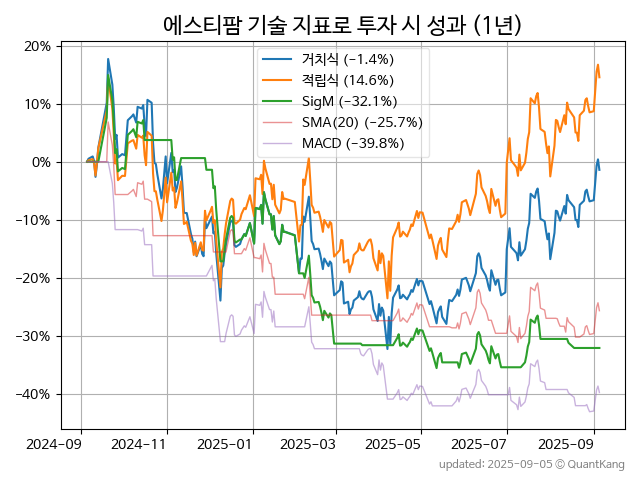 에스티팜 기술 지표로 투자 시 성과 (1년)
거치식 (−1.4%)
적립식 (14.6%)
SigM (−32.1%)
SMA(20) (−25.7%)
MACD (−39.8%)
20%
10%
0%
−10%
−20%
−30%
−40%
2024-09 2024-11 2025-01 2025-03 2025-05 2025-07 2025-09
updated: 2025-09-05 © QuantKang